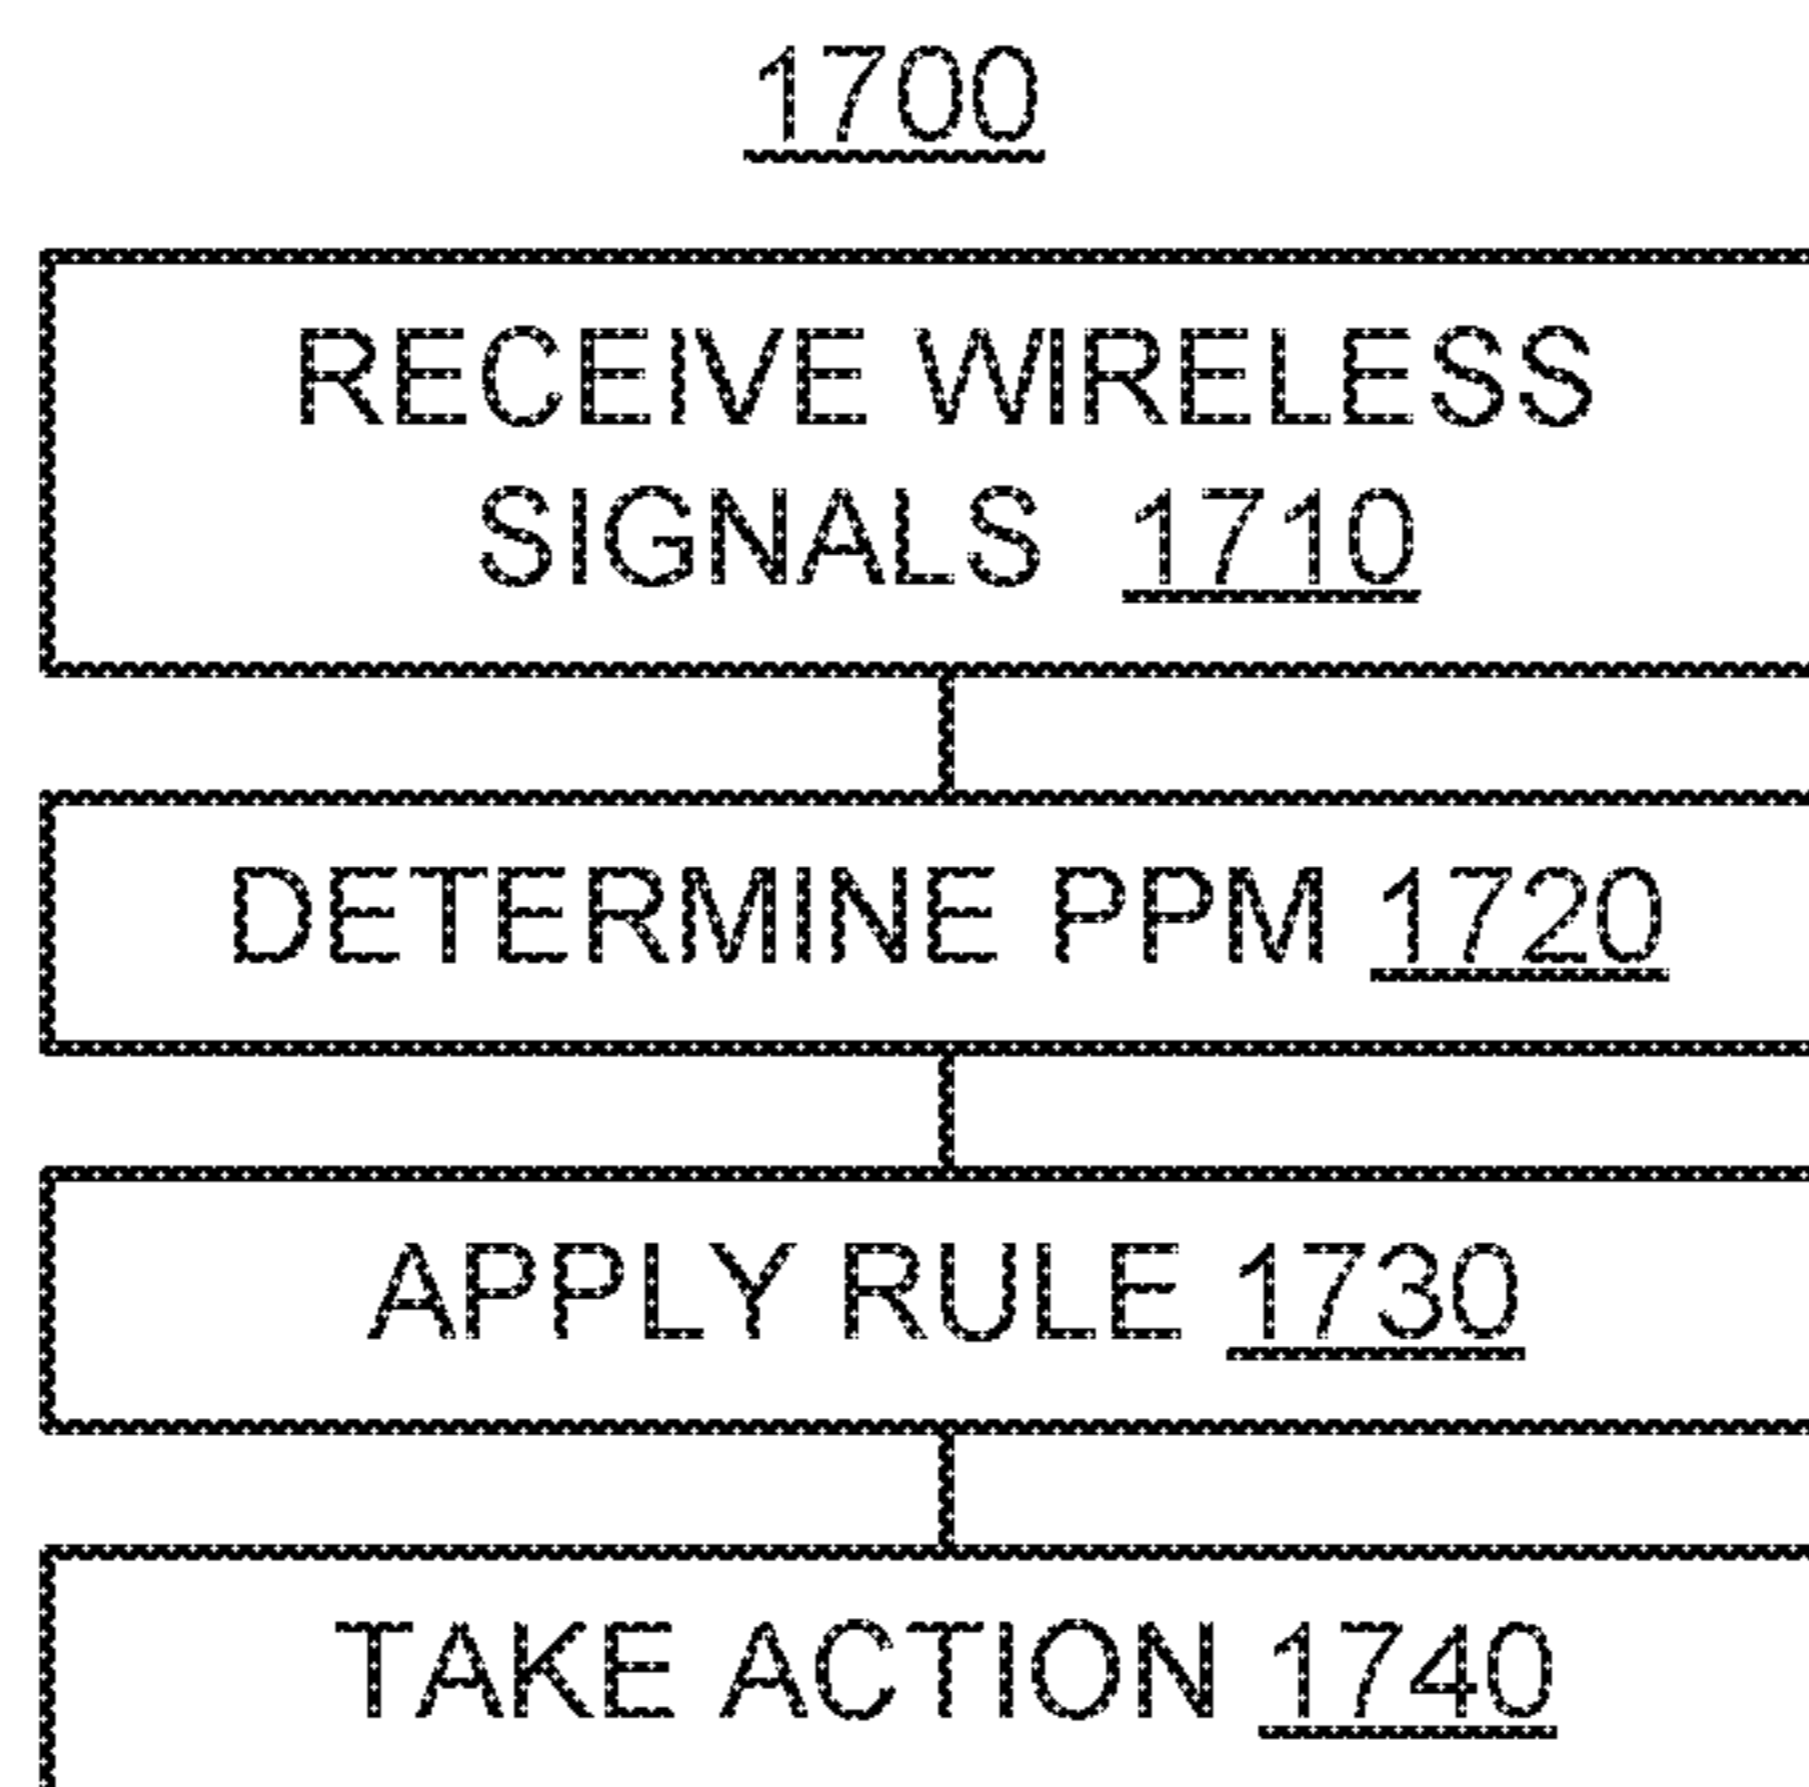 1700
RECEIVE WIRELESS
SIGNALS 1710
DETERMINE PPM 1720
APPLY RULE 1730
TAKE ACTION 1740